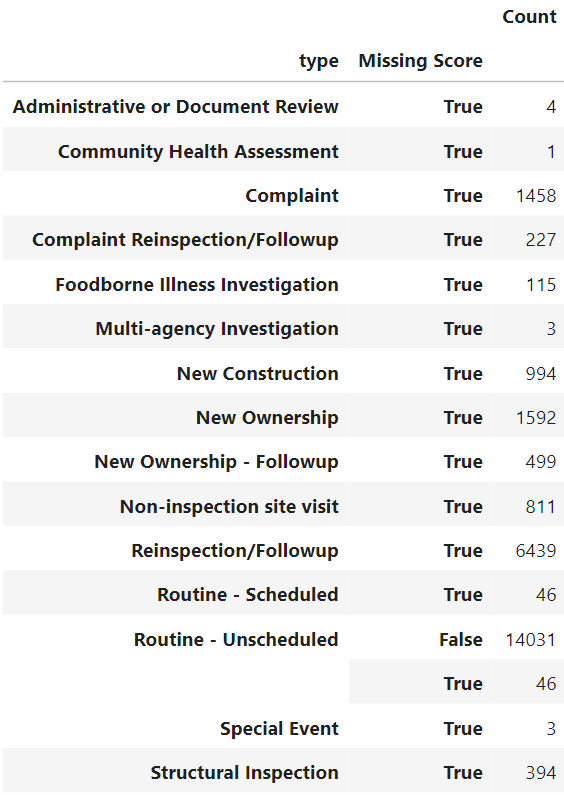 Count
type Missing Score
Administrative or Document Review True 4
Community Health Assessment True 1
Complaint True 1458
Complaint Reinspection/Followup True 227
Foodborne Illness Investigation True 115
Multi-agency Investigation True 3
New Construction True 994
New Ownership True 1592
New Ownership - Followup True 499
Non-inspection site visit True 811
Reinspection/Followup True 6439
Routine - Scheduled True 46
Routine - Unscheduled False 14031
True 46
Special Event True 3
Structural Inspection True 394